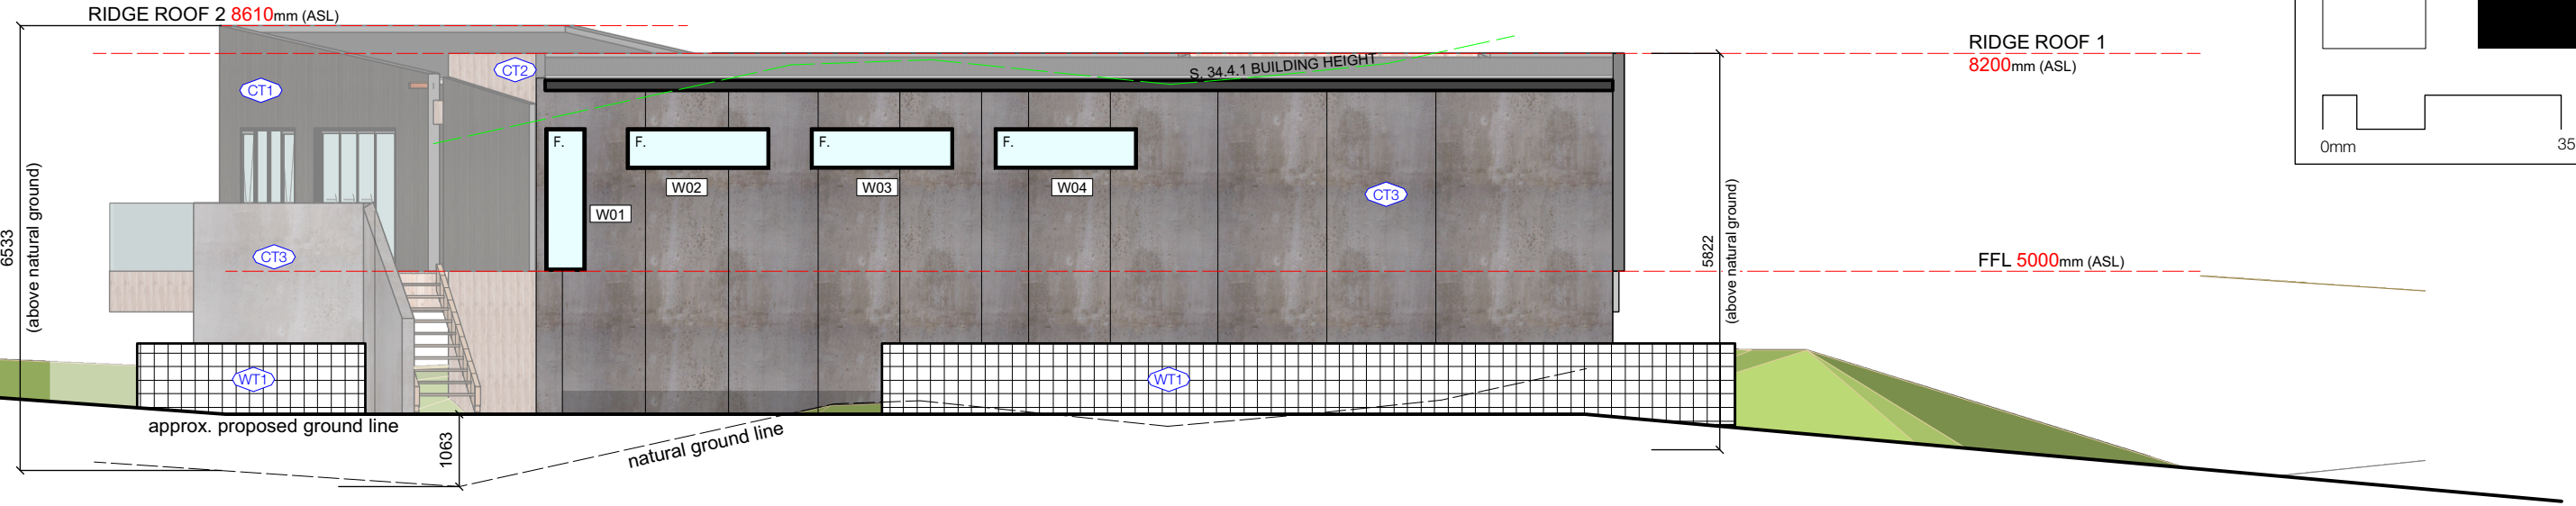 RIDGE ROOF 2 8610mm (ASL)
RIDGE ROOF 1
8200mm (ASL)
S. 34.4.1 BUILDING HEIGHT
CT2
CT1
F.
F.
F.
F.
W02
W03
W04
W01
CT3
CT3
6533
(above natural ground)
5822
(above natural ground)
FFL 5000mm (ASL)
WT1
WT1
approx. proposed ground line
1063
natural ground line
0mm
35